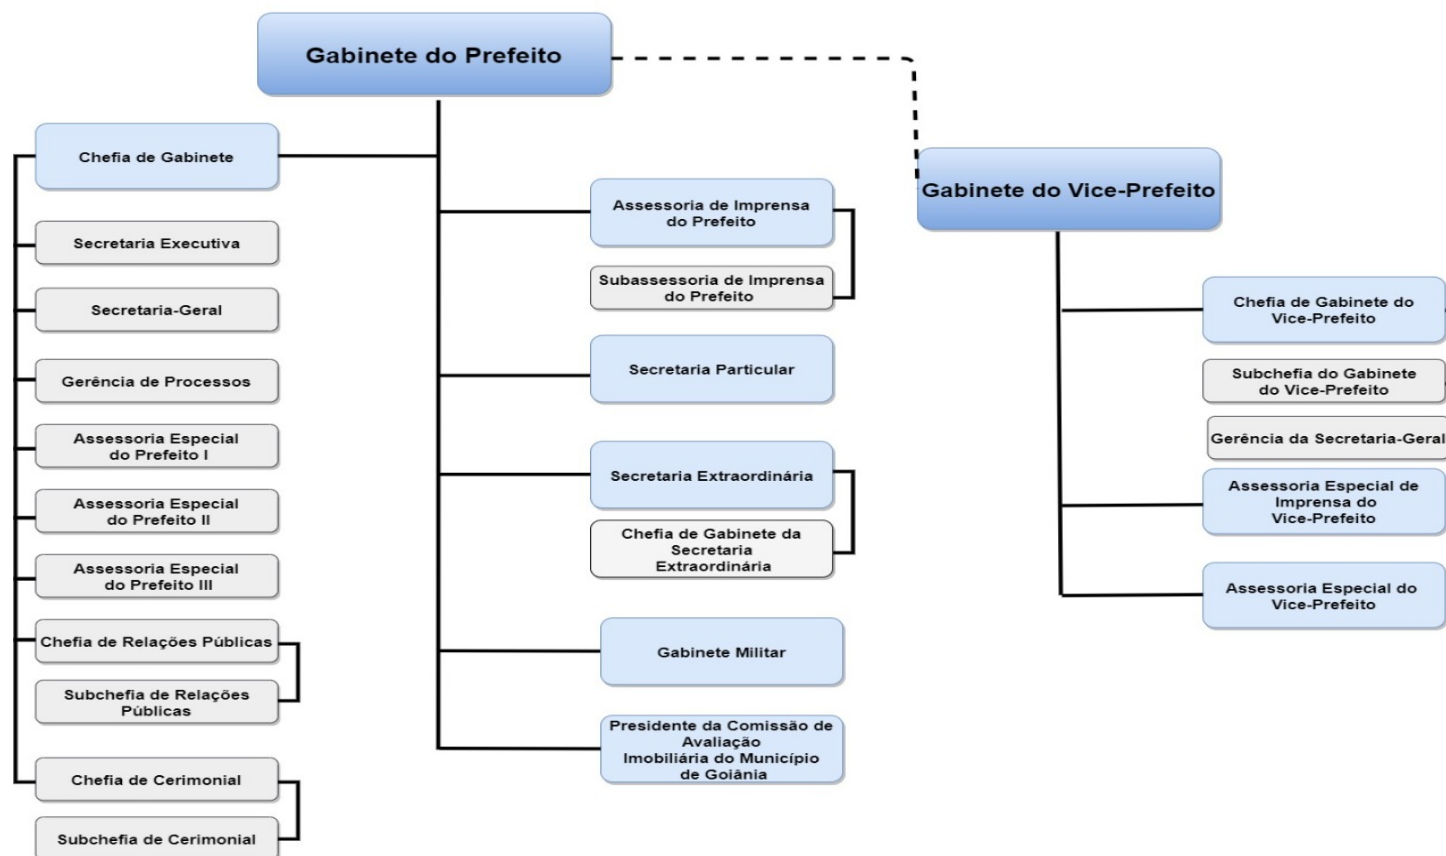 Gabinete do Prefeito
Chefia de Gabinete
Secretaria Executiva
Secretaria-Geral
Gerência de Processos
Assessoria Especial
do Prefeito I
Assessoria Especial
do Prefeito II
Assessoria Especial
do Prefeito III
Chefia de Relações Públicas
Subchefia de Relações
Públicas
Chefia de Cerimonial
Subchefia de Cerimonial
Assessoria de Imprensa
do Prefeito
Subassessoria de Imprensa
do Prefeito
Secretaria Particular
Secretaria Extraordinária
Chefia de Gabinete da
Secretaria
Extraordinária
Gabinete Militar
Presidente da Comissão de
Avaliação
Imobiliária do Município
de Goiânia
Gabinete do Vice-Prefeito
Chefia de Gabinete do
Vice-Prefeito
Subchefia do Gabinete
do Vice-Prefeito
Gerência da Secretaria-Geral
Assessoria Especial de
Imprensa do
Vice-Prefeito
Assessoria Especial do
Vice-Prefeito